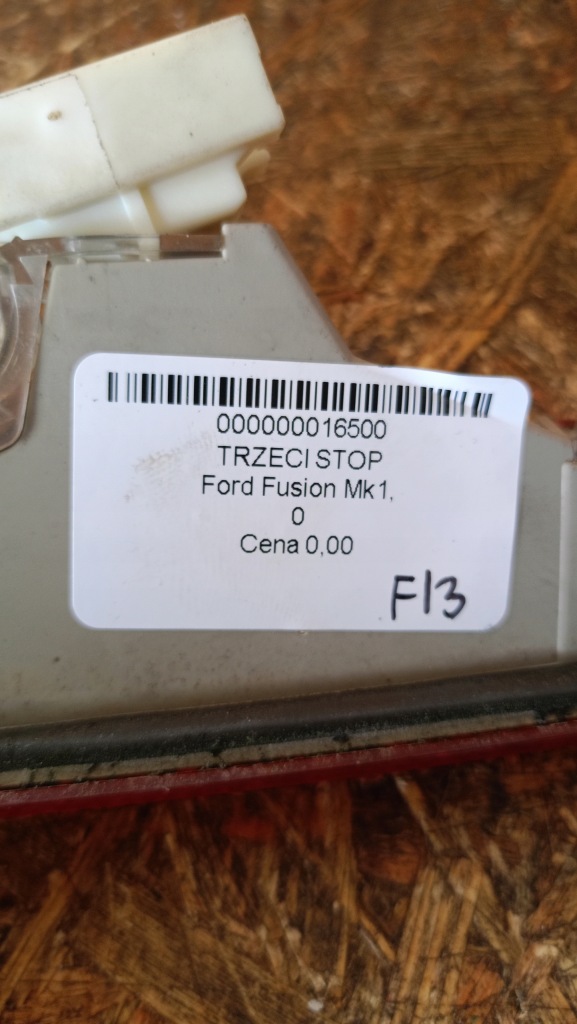 000000016500
TRZECI STOP
Ford Fusion Mk1,
0
Cena 0,00
F13